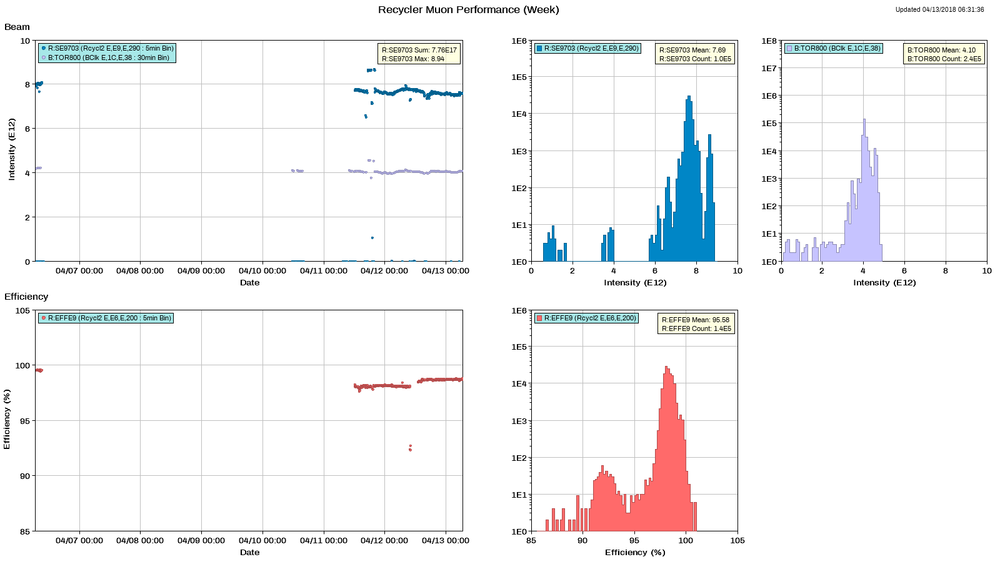 Recycler Muon Performance (Week)
Updated 04/13/2018 06:31:36
Beam
R:SE9703 (Rcycl2 E,E9,E,290 : 5min Bin)
B:TOR800 (BClk E,1C,E,38 : 30min Bin)
R:SE9703 Sum: 7.76E17
R:SE9703 Max: 8.94
10
8
6
4
2
0
Intensity (E12)
04/07 00:00 04/08 00:00 04/09 00:00 04/10 00:00 04/11 00:00 04/12 00:00 04/13 00:00
Date
R:SE9703 (Rcycl2 E,E9,E,290)
R:SE9703 Mean: 7.69
R:SE9703 Count: 1.0E5
1E6
1E5
1E4
1E3
1E2
1E1
1E0
0 2 4 6 8 10
Intensity (E12)
B:TOR800 (BClk E,1C,E,38)
B:TOR800 Mean: 4.10
B:TOR800 Count: 2.4E5
1E8
1E7
1E6
1E5
1E4
1E3
1E2
1E1
1E0
0 2 4 6 8 10
Intensity (E12)
Efficiency
R:EFFE9 (Rcycl2 E,E6,E,200 : 5min Bin)
105
100
95
90
85
Efficiency (%)
04/07 00:00 04/08 00:00 04/09 00:00 04/10 00:00 04/11 00:00 04/12 00:00 04/13 00:00
Date
R:EFFE9 (Rcycl2 E,E6,E,200)
R:EFFE9 Mean: 95.58
R:EFFE9 Count: 1.4E5
1E6
1E5
1E4
1E3
1E2
1E1
1E0
85 90 95 100 105
Efficiency (%)